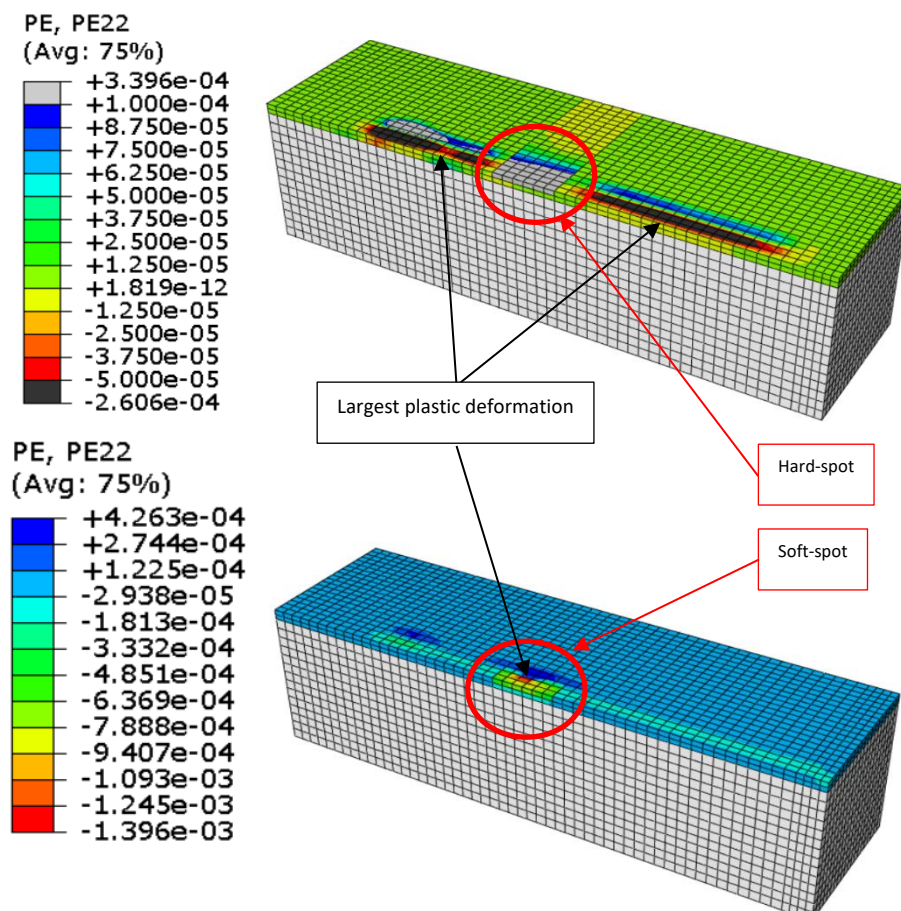 PE, PE22
(Avg: 75%)
+3.396e-04
+1.000e-04
+8.750e-05
+7.500e-05
+6.250e-05
+5.000e-05
+3.750e-05
+2.500e-05
+1.250e-05
+1.819e-12
-1.250e-05
-2.500e-05
-3.750e-05
-5.000e-05
-2.606e-04
Largest plastic deformation
Hard-spot
PE, PE22
(Avg: 75%)
+4.263e-04
+2.744e-04
+1.225e-04
-2.938e-05
-1.813e-04
-3.332e-04
-4.851e-04
-6.369e-04
-7.888e-04
-9.407e-04
-1.093e-03
-1.245e-03
-1.396e-03
Soft-spot